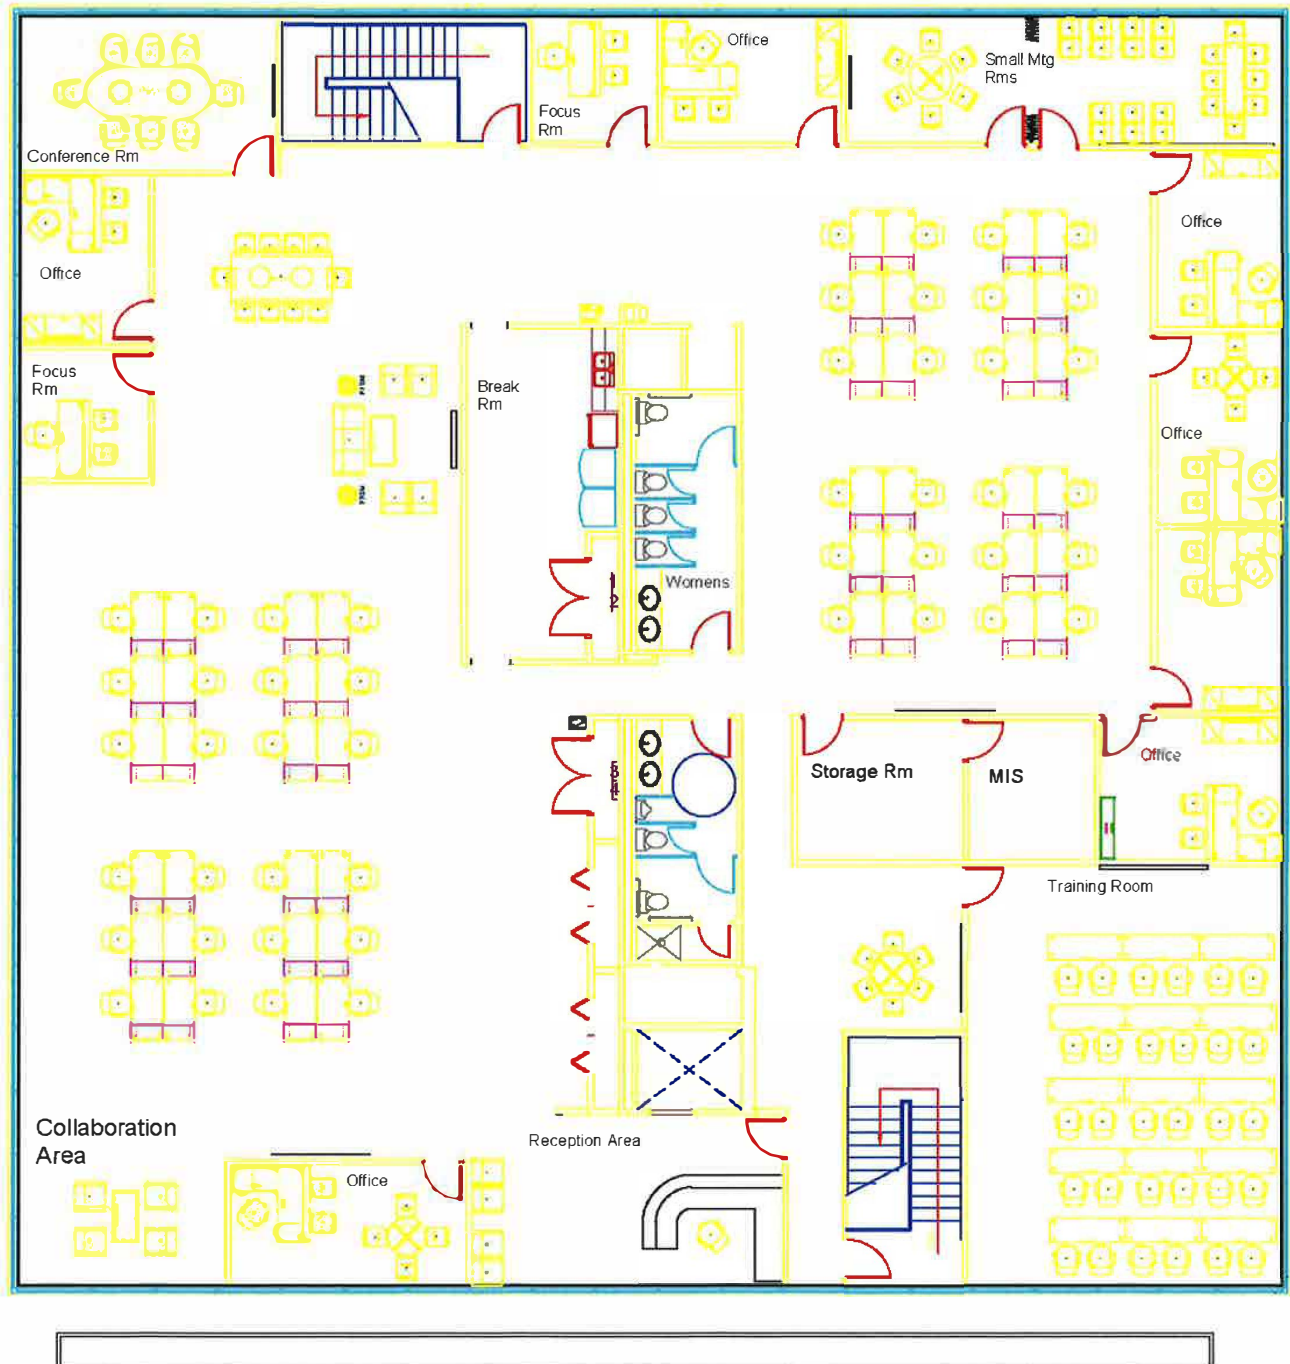 Office
Small Mtg
Rms
Focus
Rm
Conference Rm
Office
Office
Focus
Rm
Break
Rm
Office
Womens
Storage Rm
MIS
Office
Training Room
Collaboration
Area
Reception Area
Office